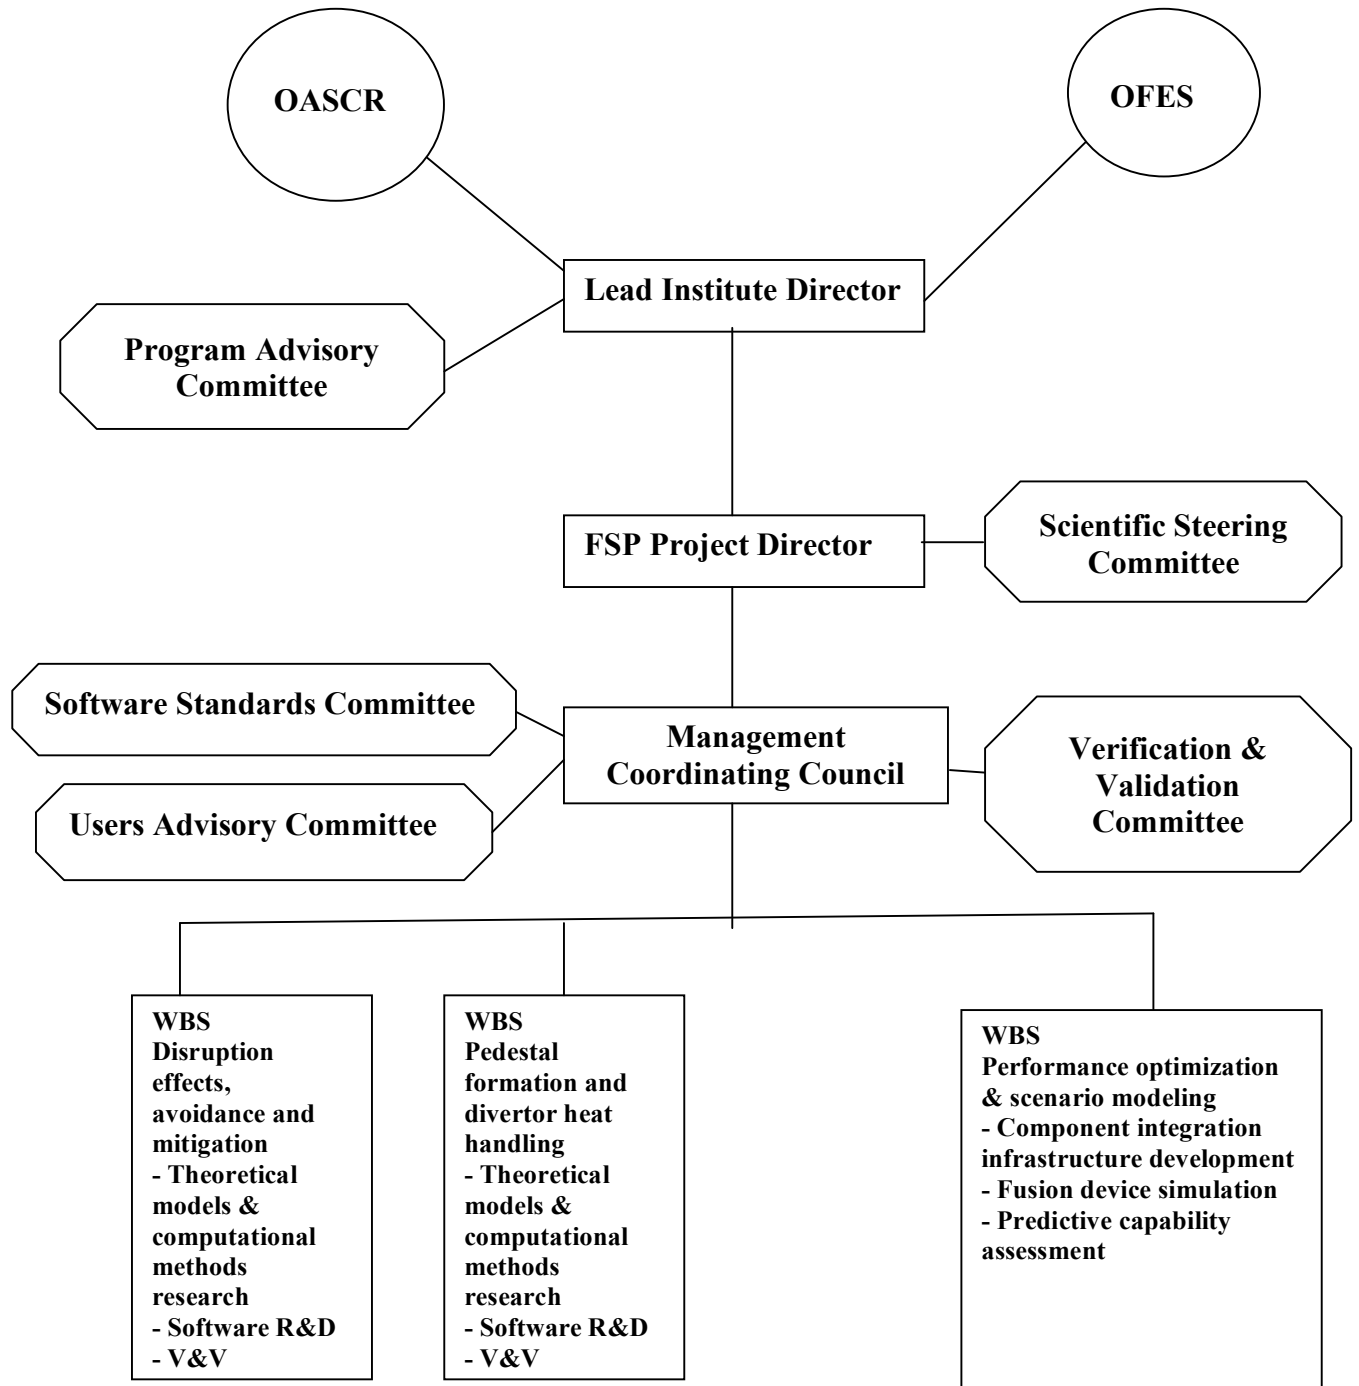 OASCR
OFES
Lead Institute Director
Program Advisory
Committee
FSP Project Director
Scientific Steering
Committee
Software Standards Committee
Management
Coordinating Council
Verification &
Validation
Committee
Users Advisory Committee
WBS
Disruption
effects,
avoidance and
mitigation
- Theoretical
models &
computational
methods
research
- Software R&D
- V&V
WBS
Pedestal
formation and
divertor heat
handling
- Theoretical
models &
computational
methods
research
- Software R&D
- V&V
WBS
Performance optimization
& scenario modeling
- Component integration
infrastructure development
- Fusion device simulation
- Predictive capability
assessment